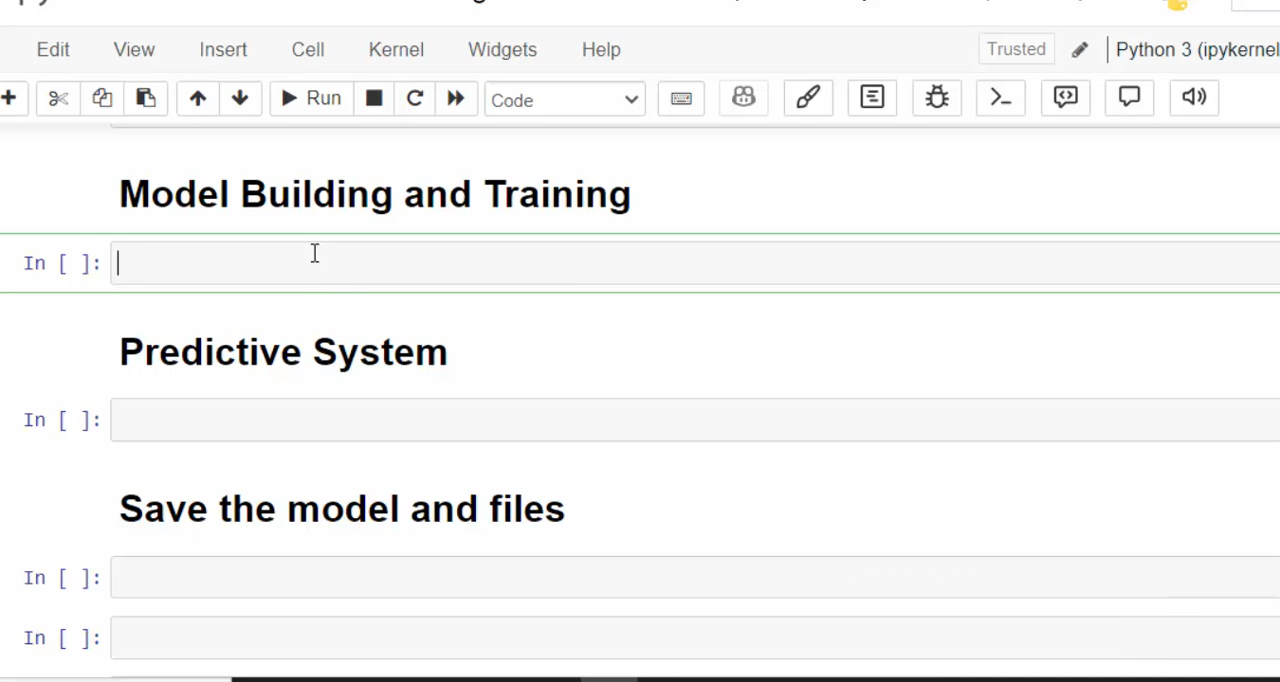 Edit View Insert Cell Kernel Widgets Help Trusted Python 3 (ipykernel
Run Code
Model Building and Training
In [ ]:
Predictive System
In [ ]:
Save the model and files
In [ ]:
In [ ]: